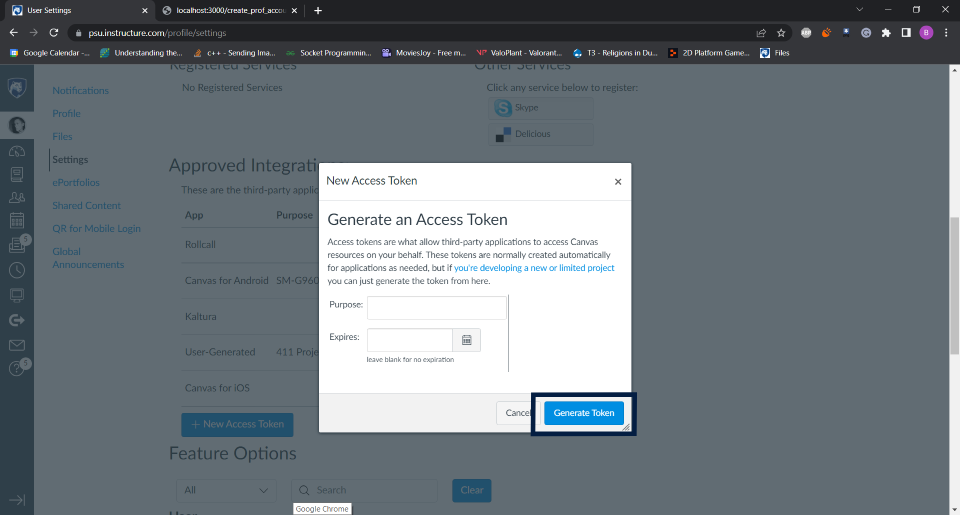 User Settings
localhost:3000/create_prof_accou
psu.instructure.com/profile/settings
Google Calendar -...
Understanding the...
c++ - Sending Ima...
Socket Programmin...
MoviesJoy - Free m...
ValoPlant - Valorant...
T3 - Religions in Du...
2D Platform Game...
Files
B
Registered Services
Other Services
No Registered Services
Click any service below to register:
Skype
Delicious
Notifications
Profile
Files
Settings
ePortfolios
Shared Content
QR for Mobile Login
Global
Announcements
5
5
Approved Integration
These are the third-party applic
App
Purpose
Rollcall
Canvas for Android
SM-G960
Kaltura
User-Generated
411 Proje
Canvas for iOS
+ New Access Token
New Access Token
Generate an Access Token
Access tokens are what allow third-party applications to access Canvas
resources on your behalf. These tokens are normally created automatically
for applications as needed, but if you're developing a new or limited project
you can just generate the token from here.
Purpose:
Expires:
leave blank for no expiration
Cancel
Generate Token
Feature Options
All
Search
Clear
Google Chrome